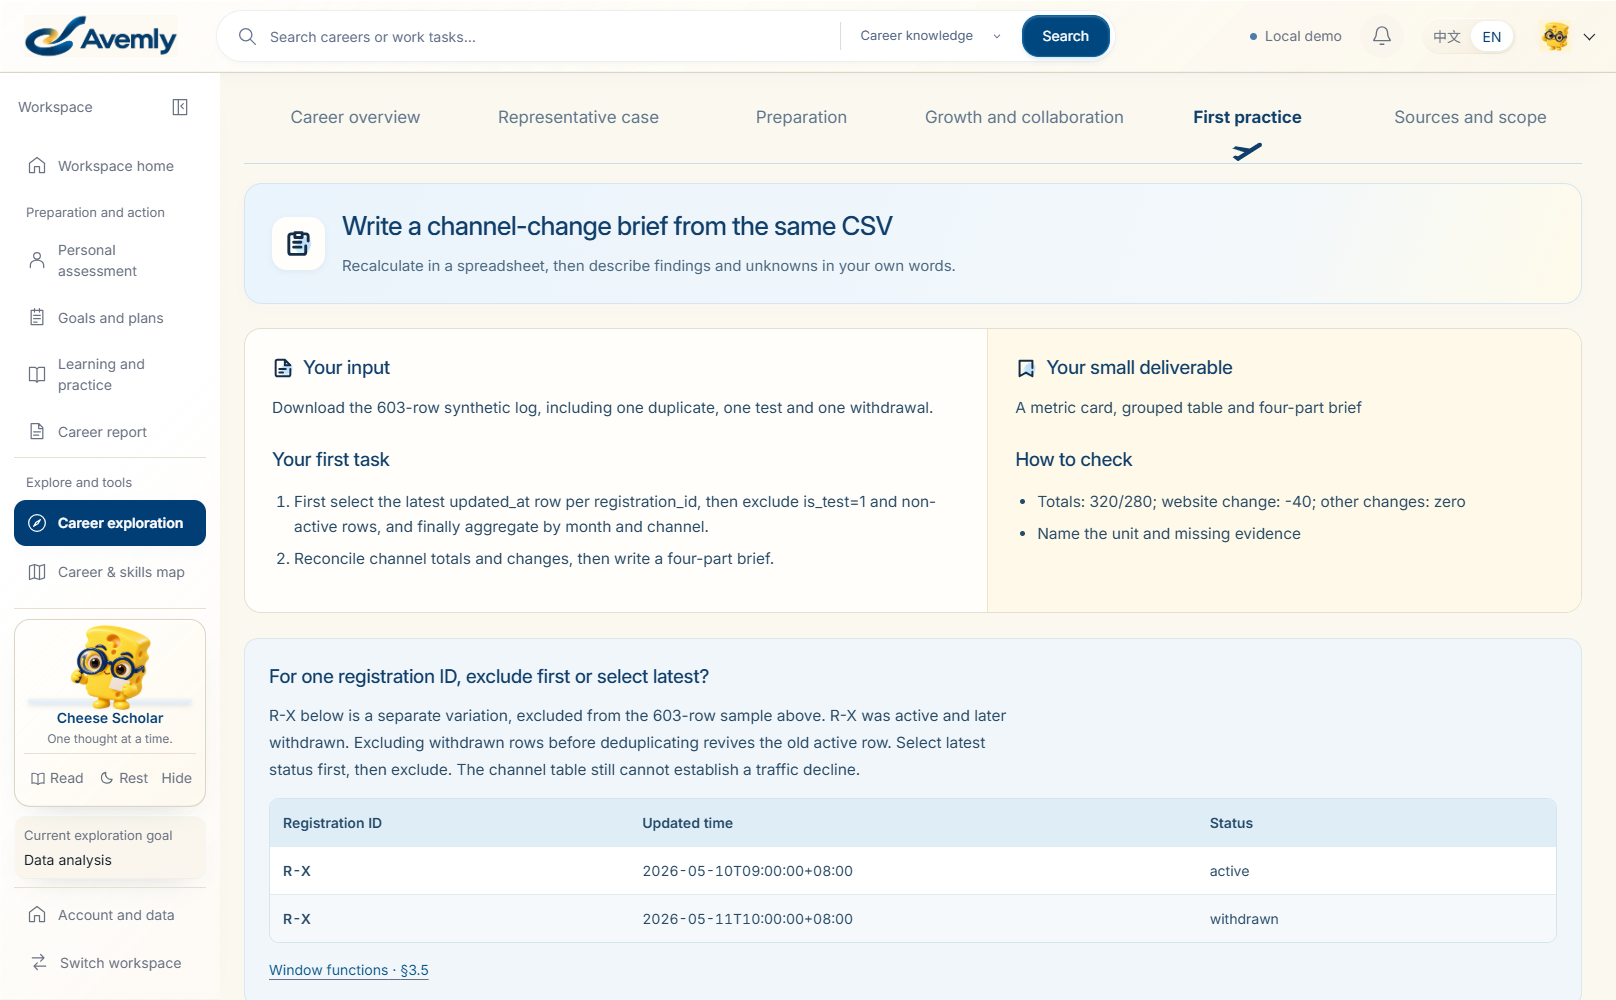 Avemly
Search careers or work tasks...
Career knowledge
Search
Local demo
中文
EN
Workspace
Workspace home
Preparation and action
Personal
assessment
Goals and plans
Learning and
practice
Career report
Explore and tools
Career exploration
Career & skills map
Cheese Scholar
One thought at a time.
Read
Rest
Hide
Current exploration goal
Data analysis
Account and data
Switch workspace
Career overview
Representative case
Preparation
Growth and collaboration
First practice
Sources and scope
Write a channel-change brief from the same CSV
Recalculate in a spreadsheet, then describe findings and unknowns in your own words.
Your input
Download the 603-row synthetic log, including one duplicate, one test and one withdrawal.
Your first task
1. First select the latest updated_at row per registration_id, then exclude is_test=1 and non-
active rows, and finally aggregate by month and channel.
2. Reconcile channel totals and changes, then write a four-part brief.
Your small deliverable
A metric card, grouped table and four-part brief
How to check
• Totals: 320/280; website change: -40; other changes: zero
• Name the unit and missing evidence
For one registration ID, exclude first or select latest?
R-X below is a separate variation, excluded from the 603-row sample above. R-X was active and later
withdrawn. Excluding withdrawn rows before deduplicating revives the old active row. Select latest
status first, then exclude. The channel table still cannot establish a traffic decline.
Registration ID Updated time Status
R-X 2026-05-10T09:00:00+08:00 active
R-X 2026-05-11T10:00:00+08:00 withdrawn
Window functions · §3.5